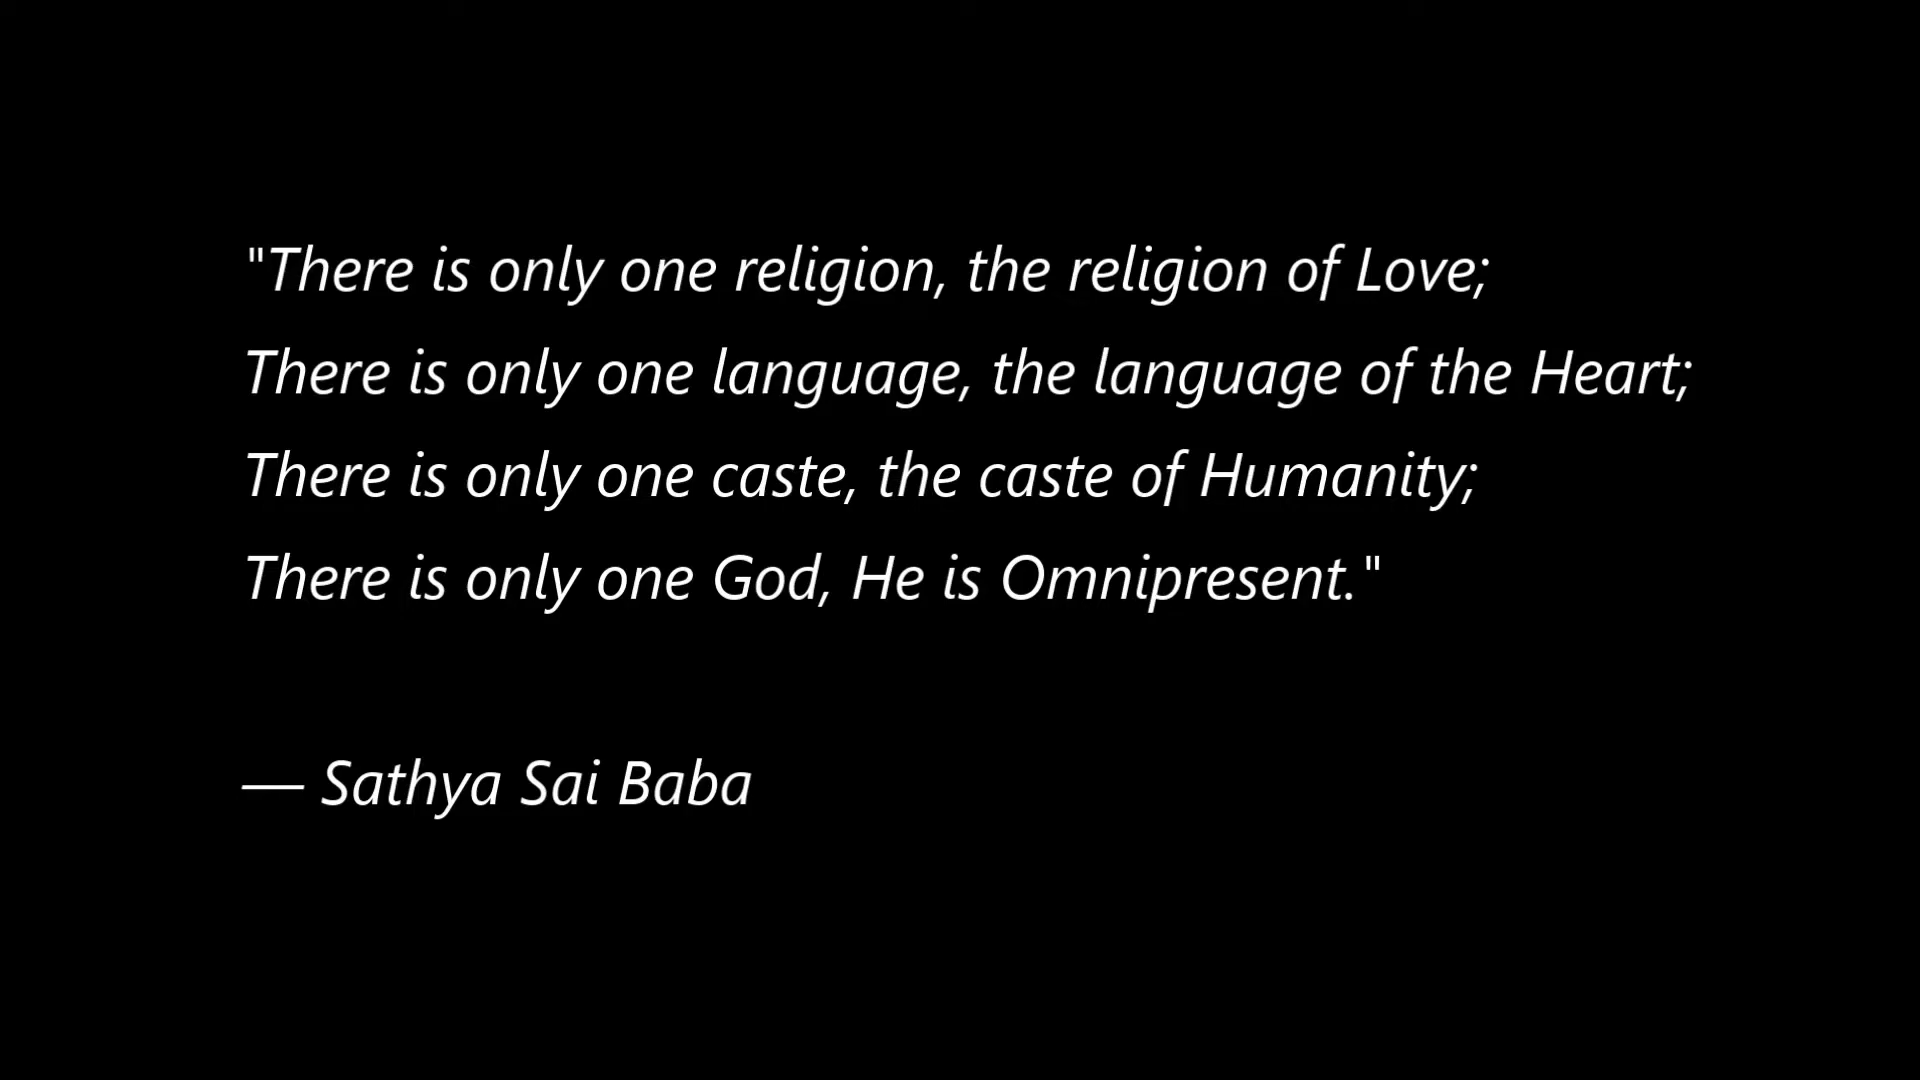 "There is only one religion, the religion of Love;
There is only one language, the language of the Heart;
There is only one caste, the caste of Humanity;
There is only one God, He is Omnipresent."
— Sathya Sai Baba